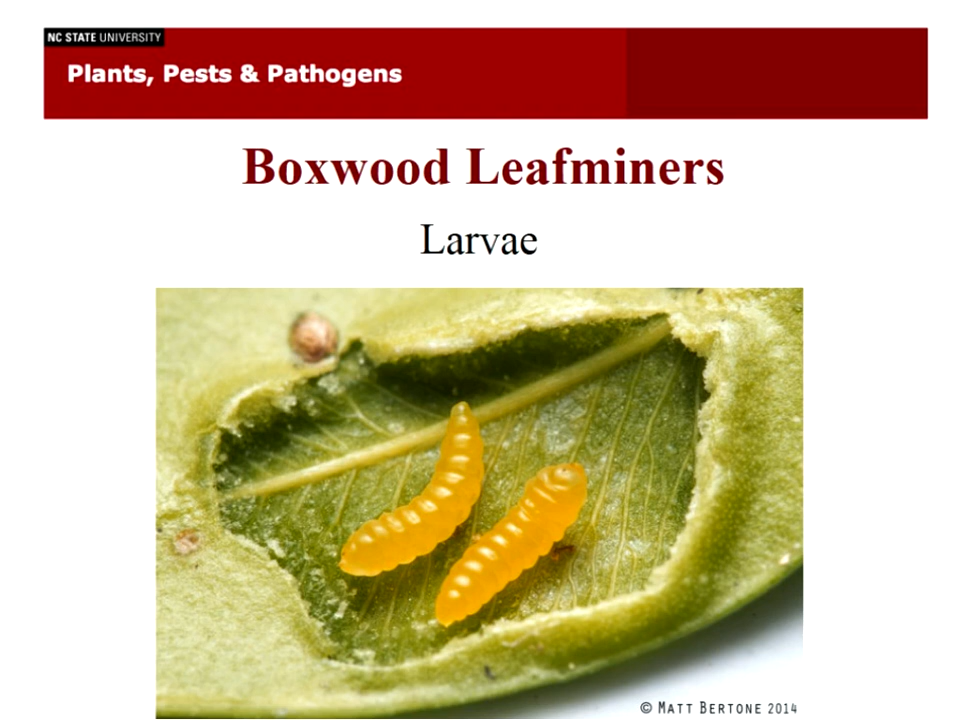 NC STATE UNIVERSITY
Plants, Pests & Pathogens
Boxwood Leafminers
Larvae
© MATT BERTONE 2014